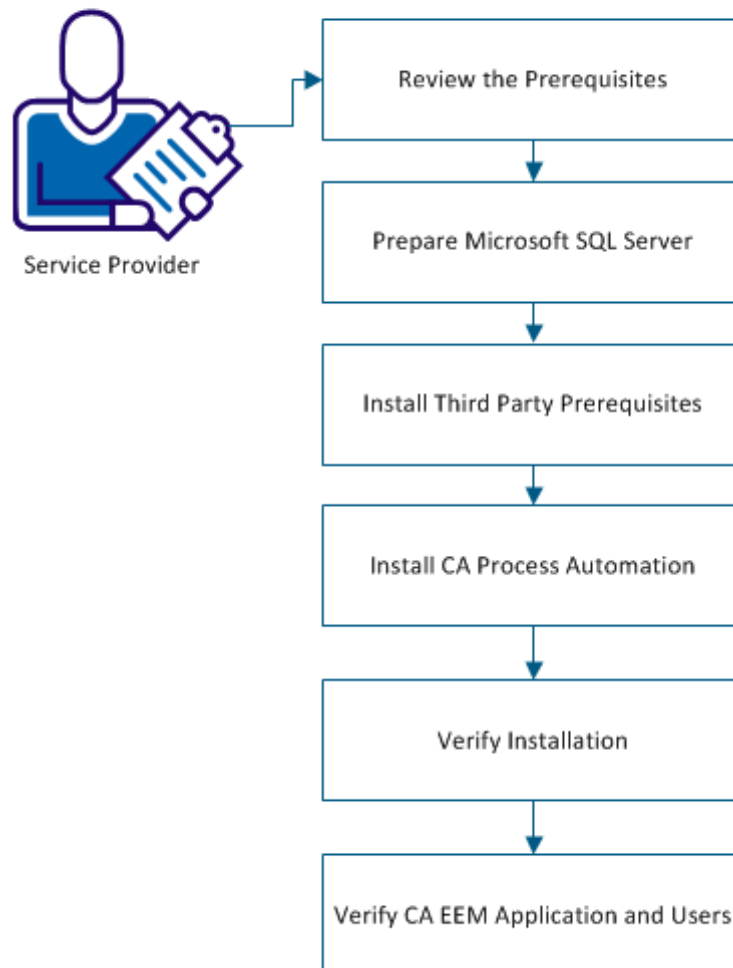 Service Provider
Review the Prerequisites
Prepare Microsoft SQL Server
Install Third Party Prerequisites
Install CA Process Automation
Verify Installation
Verify CA EEM Application and Users